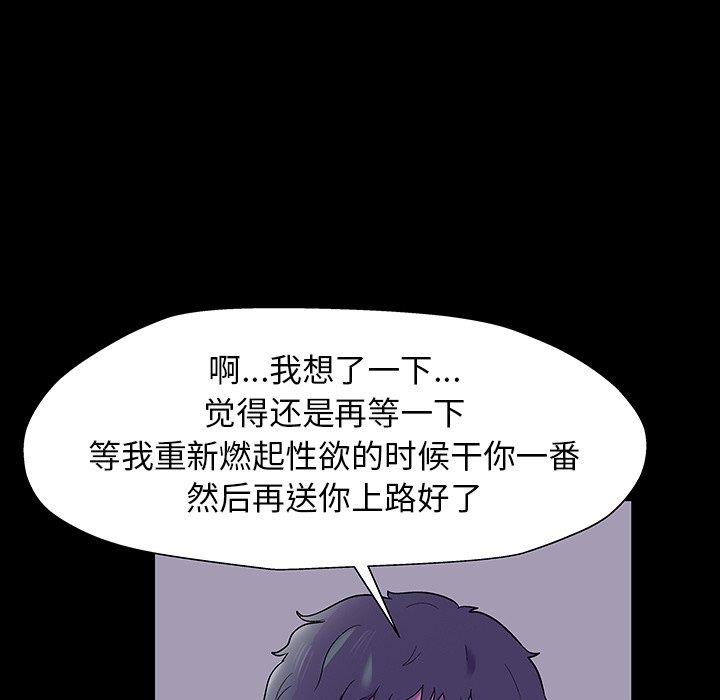 啊...我想了一下...
觉得还是再等一下
等我重新燃起性欲的时候干你一番
然后再送你上路好了